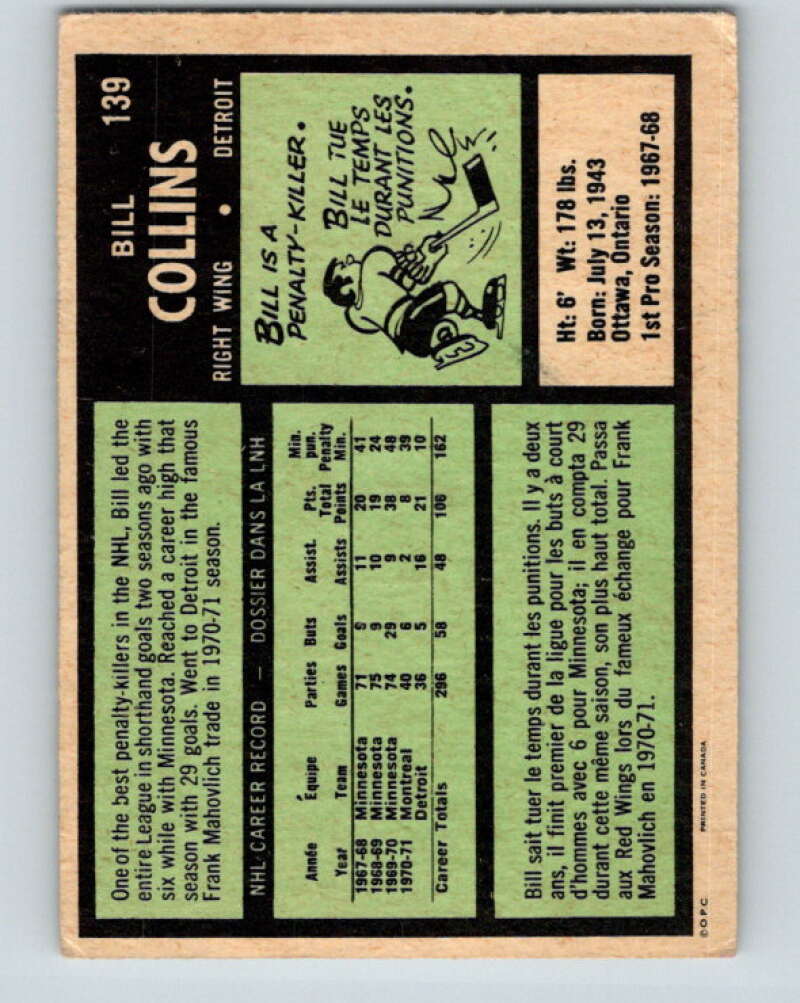 139
BILL
COLLINS
RIGHT WING • DETROIT
One of the best penalty-killers in the NHL, Bill led the
entire League in shorthand goals two seasons ago with
six while with Minnesota. Reached a career high that
season with 29 goals. Went to Detroit in the famous
Frank Mahovlich trade in 1970-71 season.
BILL IS A
PENALTY-KILLER.
BILL TUE
LE TEMPS
DURANT LES
PUNITIONS.
Ht: 6' Wt: 178 lbs.
Born: July 13, 1943
Ottawa, Ontario
1st Pro Season: 1967-68
NHL CAREER RECORD — DOSSIER DANS LA LNH
Année Équipe Parties Buts Assist. Pts. Total Min. pun.
Year Team Games Goals Assists Points Penalty Min.
1967-68 Minnesota 71 9 11 20 41
1968-69 Minnesota 75 9 10 19 24
1969-70 Minnesota 74 29 9 38 48
1970-71 Montreal 40 6 2 8 39
Detroit 36 5 16 21 10
Career Totals 296 58 48 106 162
Bill sait tuer le temps durant les punitions. Il y a deux
ans, il finit premier de la ligue pour les buts à court
d'hommes avec 6 pour Minnesota; il en compta 29
durant cette même saison, son plus haut total. Passa
aux Red Wings lors du fameux échange pour Frank
Mahovlich en 1970-71.
© O.P.C. PRINTED IN CANADA